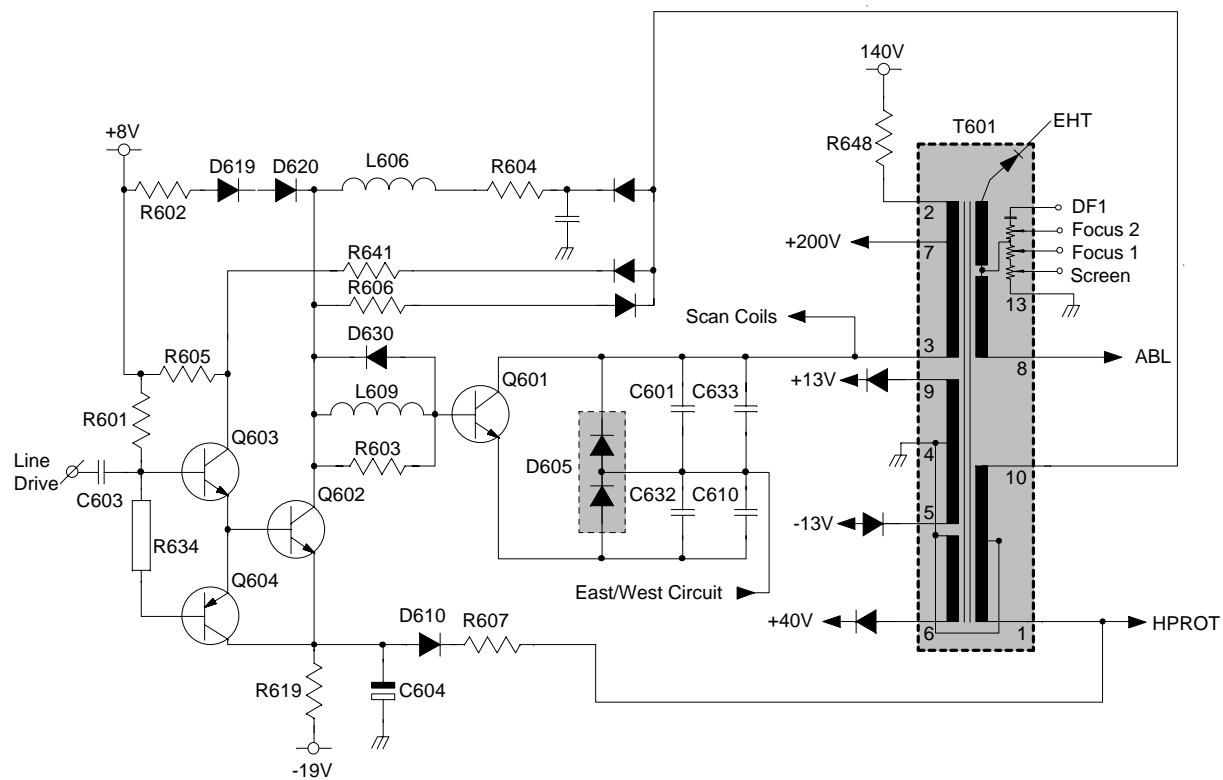 140V
T601
EHT
+8V
R648
D619
D620
L606
R604
R602
2
DF1
Focus 2
+200V
7
Focus 1
R641
Screen
R606
13
Scan Coils
D630
3
8
ABL
R605
Q601
+13V
9
L609
C601
C633
R601
Q603
R603
D605
4
Line
Drive
10
C603
Q602
C632
C610
5
-13V
R634
Q604
East/West Circuit
D610
R607
+40V
6
1
HPROT
R619
C604
-19V